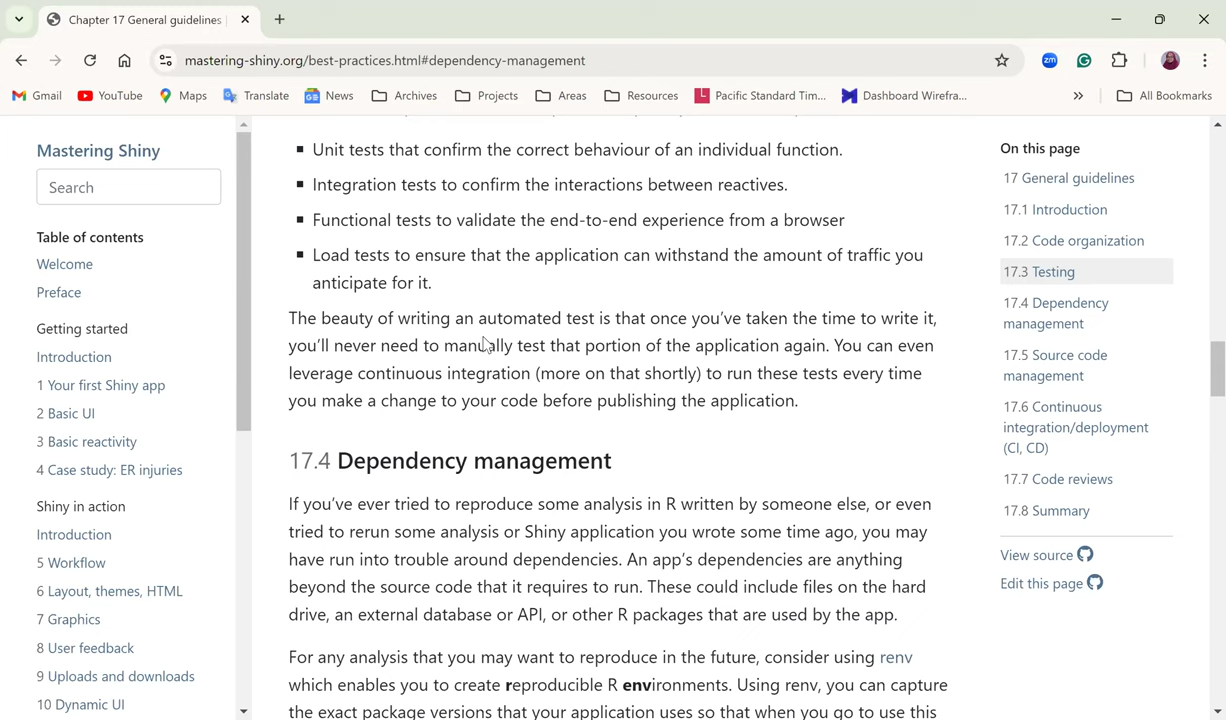 Chapter 17 General guidelines
mastering-shiny.org/best-practices.html#dependency-management
zm
Gmail
YouTube
Maps
Translate
News
Archives
Projects
Areas
Resources
Pacific Standard Tim...
Dashboard Wirefra...
All Bookmarks
Mastering Shiny
Search
Table of contents
Welcome
Preface
Getting started
Introduction
1 Your first Shiny app
2 Basic UI
3 Basic reactivity
4 Case study: ER injuries
Shiny in action
Introduction
5 Workflow
6 Layout, themes, HTML
7 Graphics
8 User feedback
9 Uploads and downloads
10 Dynamic UI
Unit tests that confirm the correct behaviour of an individual function.
Integration tests to confirm the interactions between reactives.
Functional tests to validate the end-to-end experience from a browser
Load tests to ensure that the application can withstand the amount of traffic you
anticipate for it.
The beauty of writing an automated test is that once you've taken the time to write it,
you'll never need to manually test that portion of the application again. You can even
leverage continuous integration (more on that shortly) to run these tests every time
you make a change to your code before publishing the application.
17.4 Dependency management
If you've ever tried to reproduce some analysis in R written by someone else, or even
tried to rerun some analysis or Shiny application you wrote some time ago, you may
have run into trouble around dependencies. An app's dependencies are anything
beyond the source code that it requires to run. These could include files on the hard
drive, an external database or API, or other R packages that are used by the app.
For any analysis that you may want to reproduce in the future, consider using renv
which enables you to create reproducible R environments. Using renv, you can capture
the exact package versions that your application uses so that when you go to use this
On this page
17 General guidelines
17.1 Introduction
17.2 Code organization
17.3 Testing
17.4 Dependency
management
17.5 Source code
management
17.6 Continuous
integration/deployment
(CI, CD)
17.7 Code reviews
17.8 Summary
View source
Edit this page